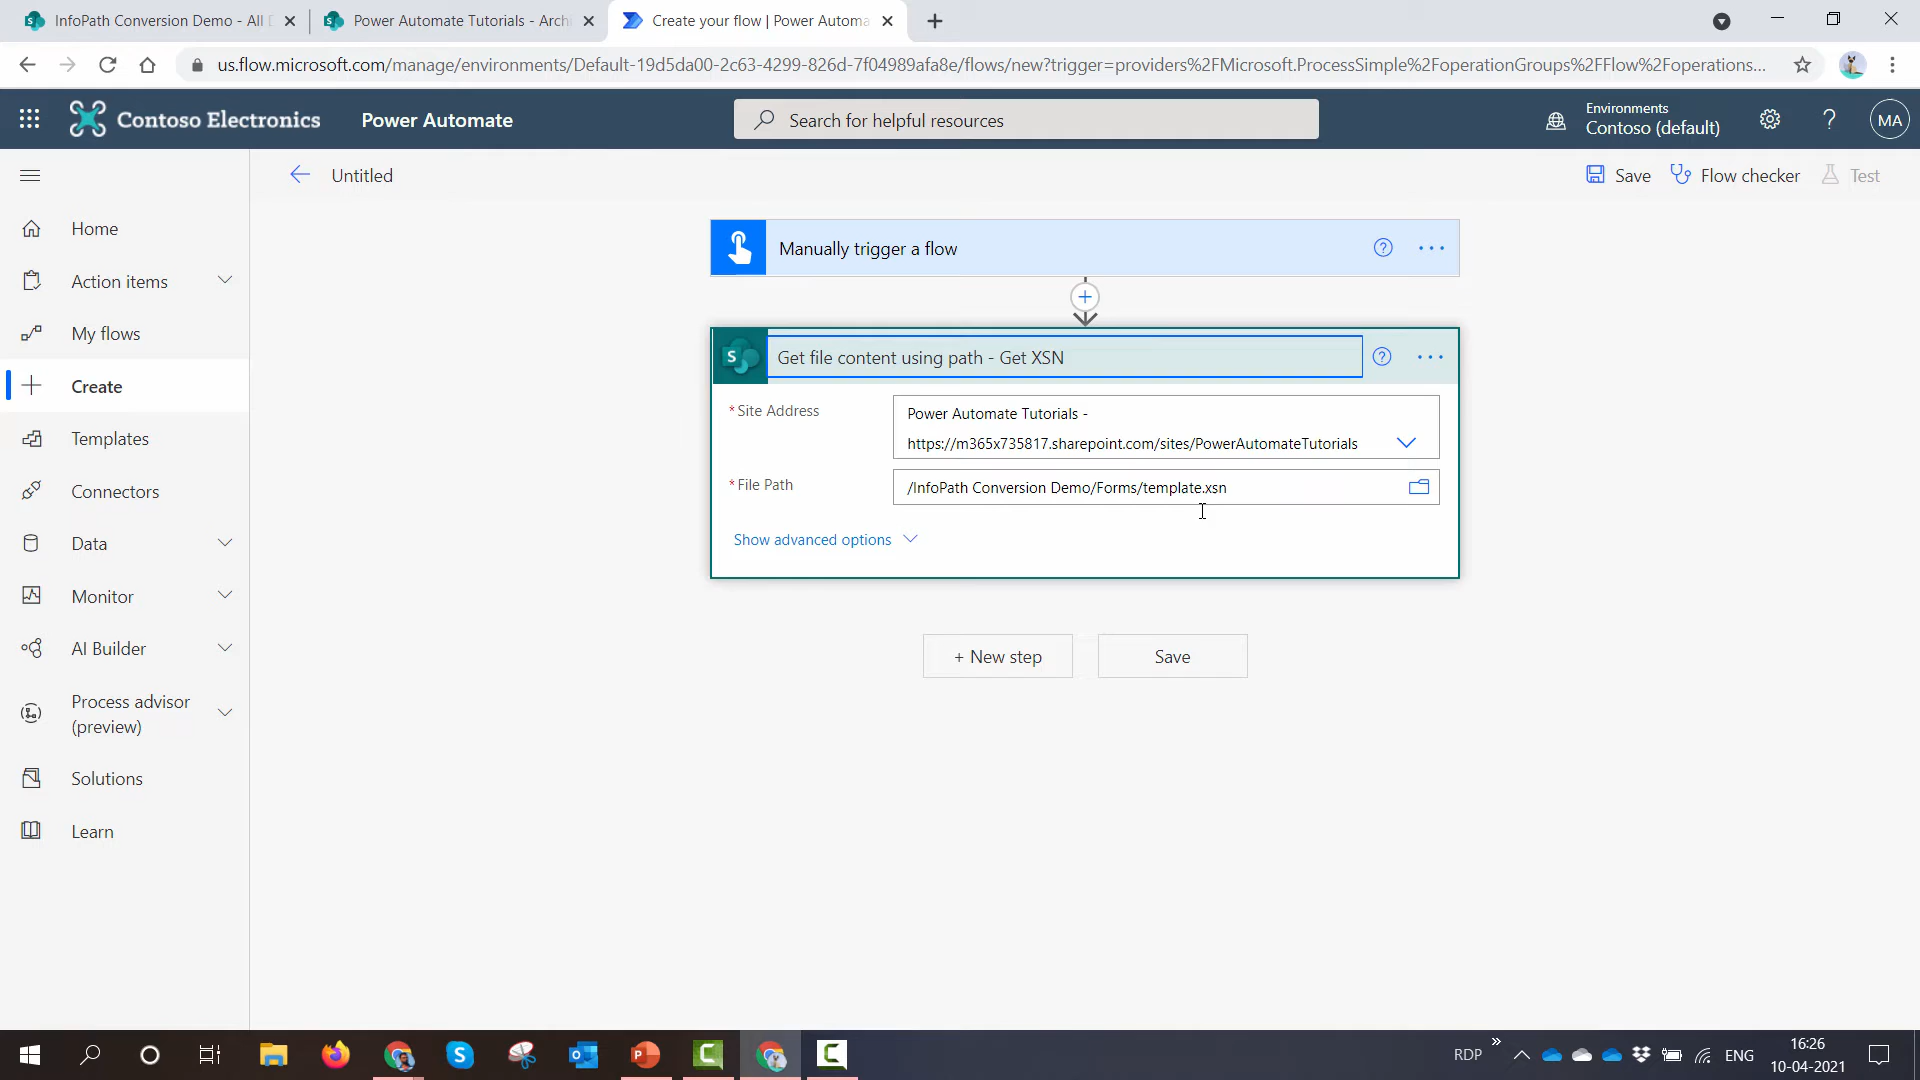 InfoPath Conversion Demo - All D
Power Automate Tutorials - Archi
Create your flow | Power Automa
us.flow.microsoft.com/manage/environments/Default-19d5da00-2c63-4299-826d-7f04989afa8e/flows/new?trigger=providers%2FMicrosoft.ProcessSimple%2FoperationGroups%2FFlow%2Foperations...
Contoso Electronics
Power Automate
Search for helpful resources
Environments
Contoso (default)
MA
Untitled
Save
Flow checker
Test
Home
Action items
My flows
Create
Templates
Connectors
Data
Monitor
AI Builder
Process advisor
(preview)
Solutions
Learn
Manually trigger a flow
Get file content using path - Get XSN
* Site Address
Power Automate Tutorials -
https://m365x735817.sharepoint.com/sites/PowerAutomateTutorials
* File Path
/InfoPath Conversion Demo/Forms/template.xsn
Show advanced options
+ New step
Save
RDP
ENG
16:26
10-04-2021